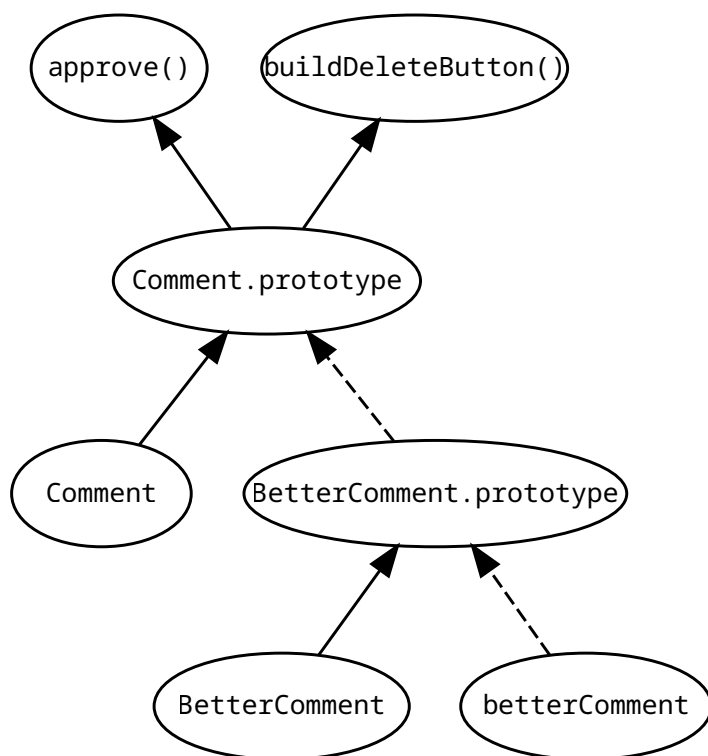 approve()
buildDeleteButton()
Comment.prototype
Comment
BetterComment.prototype
BetterComment
betterComment